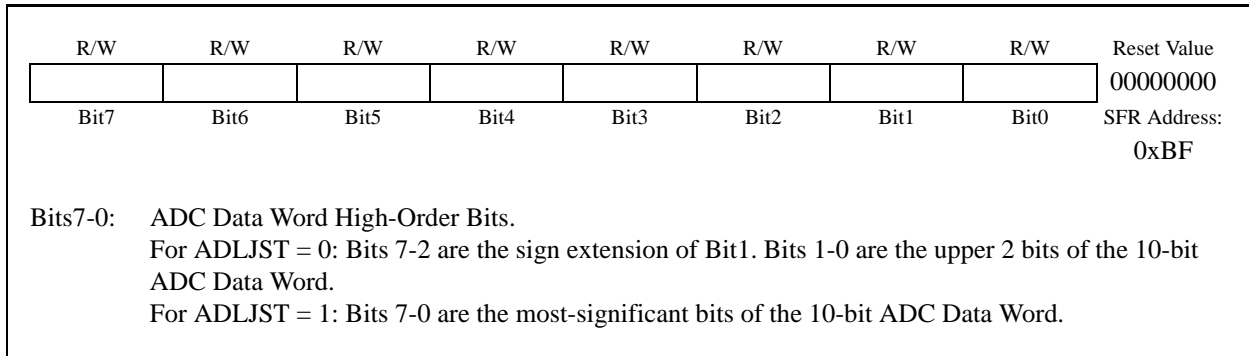 R/W R/W R/W R/W R/W R/W R/W R/W Reset Value
00000000
Bit7 Bit6 Bit5 Bit4 Bit3 Bit2 Bit1 Bit0 SFR Address:
0xBF
Bits7-0: ADC Data Word High-Order Bits.
For ADLJST = 0: Bits 7-2 are the sign extension of Bit1. Bits 1-0 are the upper 2 bits of the 10-bit
ADC Data Word.
For ADLJST = 1: Bits 7-0 are the most-significant bits of the 10-bit ADC Data Word.